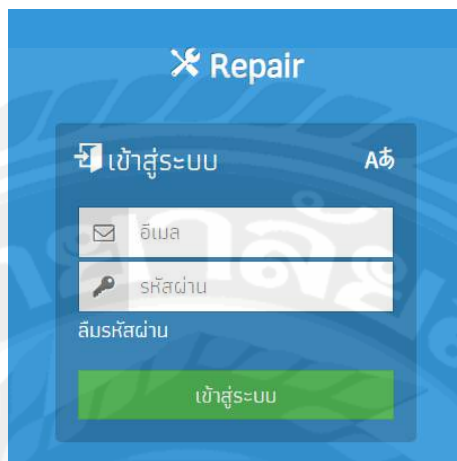 Repair
เข้าสู่ระบบ Aあ
อีเมล
รหัสผ่าน
ลืมรหัสผ่าน
เข้าสู่ระบบ